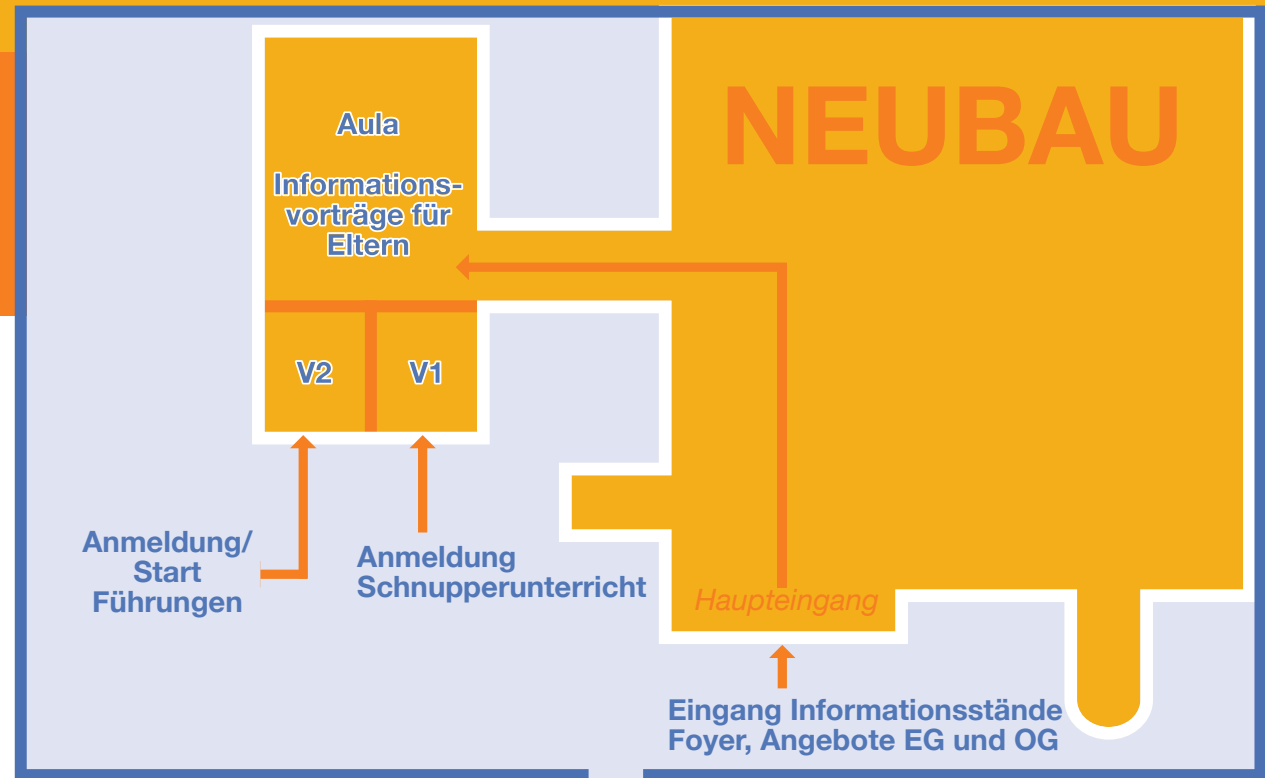 NEUBAU
Aula
Informations-
vorträge für
Eltern
V2
V1
Anmeldung/
Start
Führungen
Anmeldung
Schnupperunterricht
Haupteingang
Eingang Informationsstände
Foyer, Angebote EG und OG